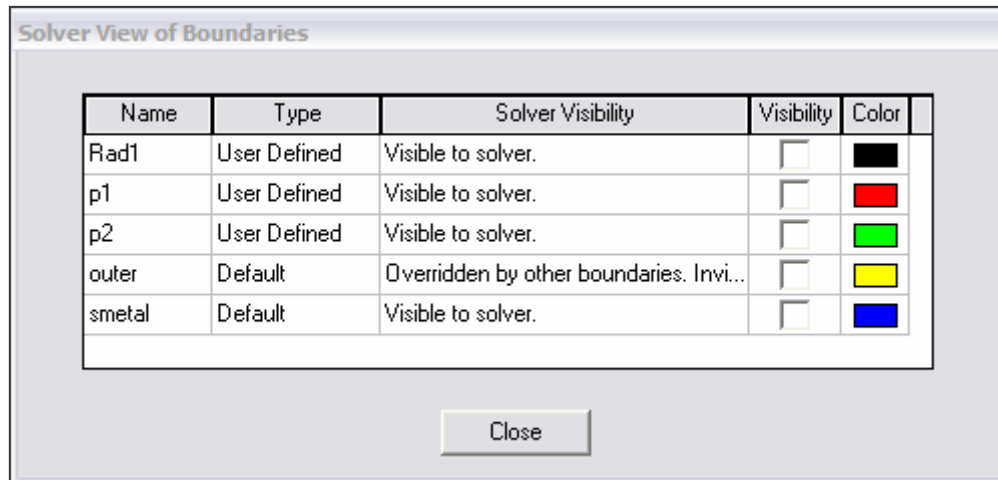 Solver View of Boundaries
Name Type Solver Visibility Visibility Color
Rad1 User Defined Visible to solver.
p1 User Defined Visible to solver.
p2 User Defined Visible to solver.
outer Default Overridden by other boundaries. Invi...
smetal Default Visible to solver.
Close